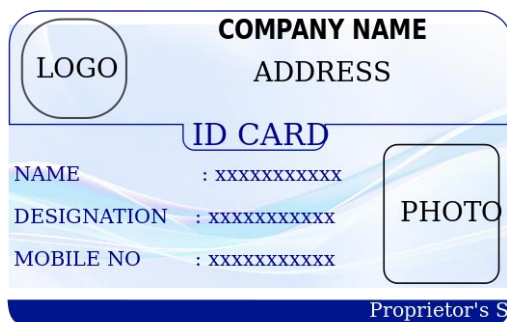 COMPANY NAME
LOGO
ADDRESS
ID CARD
NAME : xxxxxxxxxxx
DESIGNATION : xxxxxxxxxxx
PHOTO
MOBILE NO : xxxxxxxxxxx
Proprietor's S